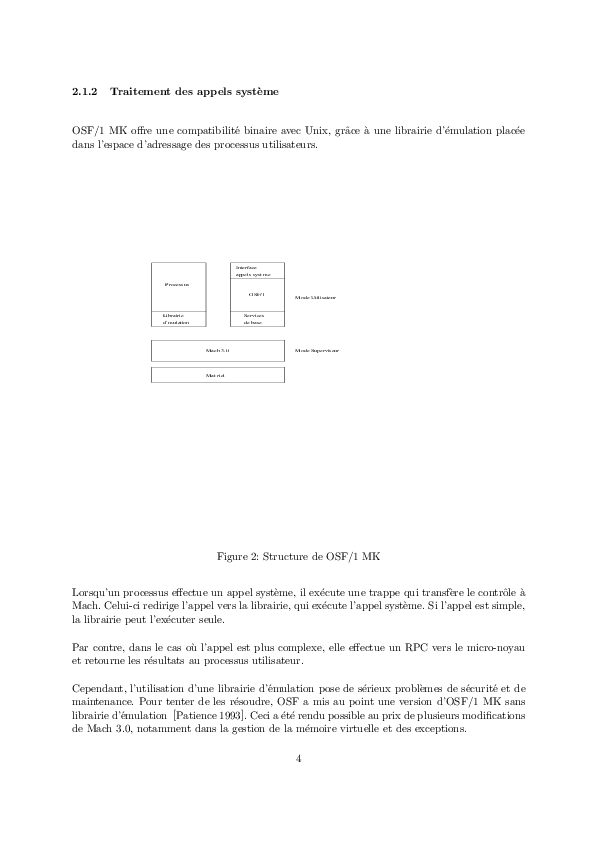 2.1.2 Traitement des appels système
OSF/1 MK offre une compatibilité binaire avec Unix, grâce à une librairie d'émulation placée
dans l'espace d'adressage des processus utilisateurs.
Interface
appels système
Processus
OSF/1
Mode Utilisateur
Librairie
d'emulation
Services
de base
Mach 3.0
Mode Superviseur
Matériel
Figure 2: Structure de OSF/1 MK
Lorsqu'un processus effectue un appel système, il exécute une trappe qui transfère le contrôle à
Mach. Celui-ci redirige l'appel vers la librairie, qui exécute l'appel système. Si l'appel est simple,
la librairie peut l'exécuter seule.
Par contre, dans le cas où l'appel est plus complexe, elle effectue un RPC vers le micro-noyau
et retourne les résultats au processus utilisateur.
Cependant, l'utilisation d'une librairie d'émulation pose de sérieux problèmes de sécurité et de
maintenance. Pour tenter de les résoudre, OSF a mis au point une version d'OSF/1 MK sans
librairie d'émulation [Patience 1993]. Ceci a été rendu possible au prix de plusieurs modifications
de Mach 3.0, notamment dans la gestion de la mémoire virtuelle et des exceptions.
4